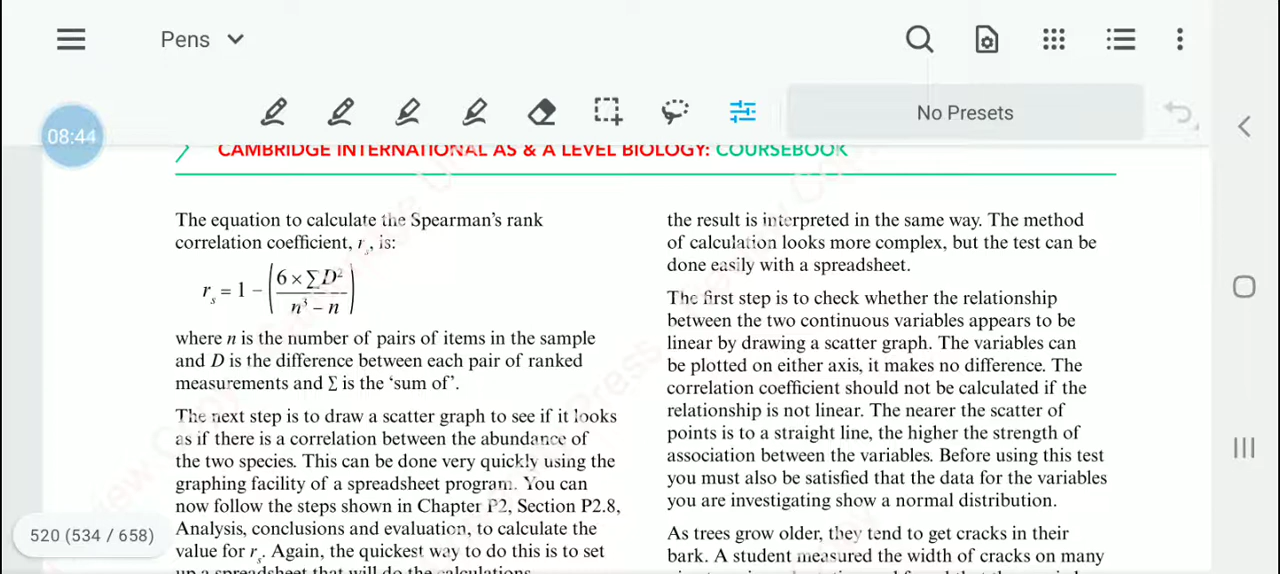 Pens
No Presets
08:44
CAMBRIDGE INTERNATIONAL AS & A LEVEL BIOLOGY: COURSEBOOK
The equation to calculate the Spearman's rank
correlation coefficient, rₛ, is:
rₛ = 1 − (6 × ∑D² / n³ − n)
where n is the number of pairs of items in the sample
and D is the difference between each pair of ranked
measurements and ∑ is the 'sum of'.
The next step is to draw a scatter graph to see if it looks
as if there is a correlation between the abundance of
the two species. This can be done very quickly using the
graphing facility of a spreadsheet program. You can
now follow the steps shown in Chapter P2, Section P2.8,
Analysis, conclusions and evaluation, to calculate the
value for rₛ. Again, the quickest way to do this is to set
up a spreadsheet that will do the calculations.
the result is interpreted in the same way. The method
of calculation looks more complex, but the test can be
done easily with a spreadsheet.
The first step is to check whether the relationship
between the two continuous variables appears to be
linear by drawing a scatter graph. The variables can
be plotted on either axis, it makes no difference. The
correlation coefficient should not be calculated if the
relationship is not linear. The nearer the scatter of
points is to a straight line, the higher the strength of
association between the variables. Before using this test
you must also be satisfied that the data for the variables
you are investigating show a normal distribution.
As trees grow older, they tend to get cracks in their
bark. A student measured the width of cracks on many
520 (534 / 658)